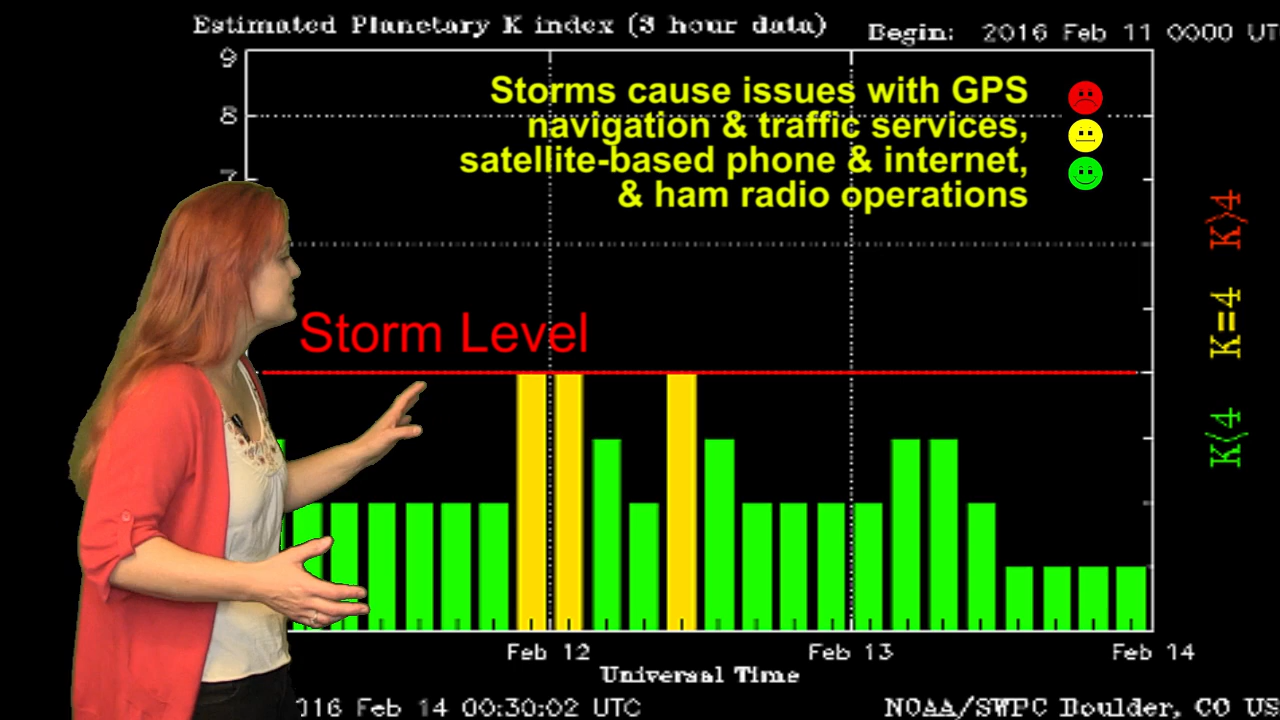 Estimated Planetary K index (3 hour data)
Begin: 2016 Feb 11 0000 UT
9
8
7
Storms cause issues with GPS
navigation & traffic services,
satellite-based phone & internet,
& ham radio operations
Storm Level
K>4
K=4
K<4
Feb 12
Feb 13
Feb 14
Universal Time
016 Feb 14 00:30:02 UTC
NOAA/SWPC Boulder, CO US